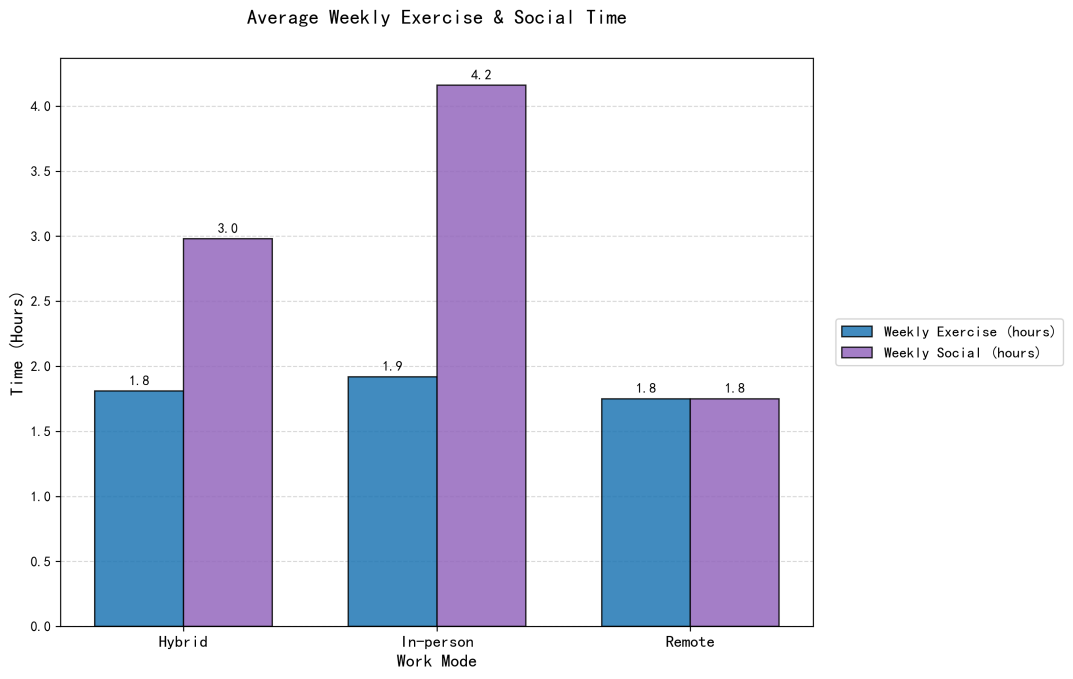 Average Weekly Exercise & Social Time
Time (Hours)
4.0
3.5
3.0
2.5
2.0
1.5
1.0
0.5
0.0
1.8
3.0
1.9
4.2
1.8
1.8
Hybrid
In-person
Remote
Work Mode
Weekly Exercise (hours)
Weekly Social (hours)